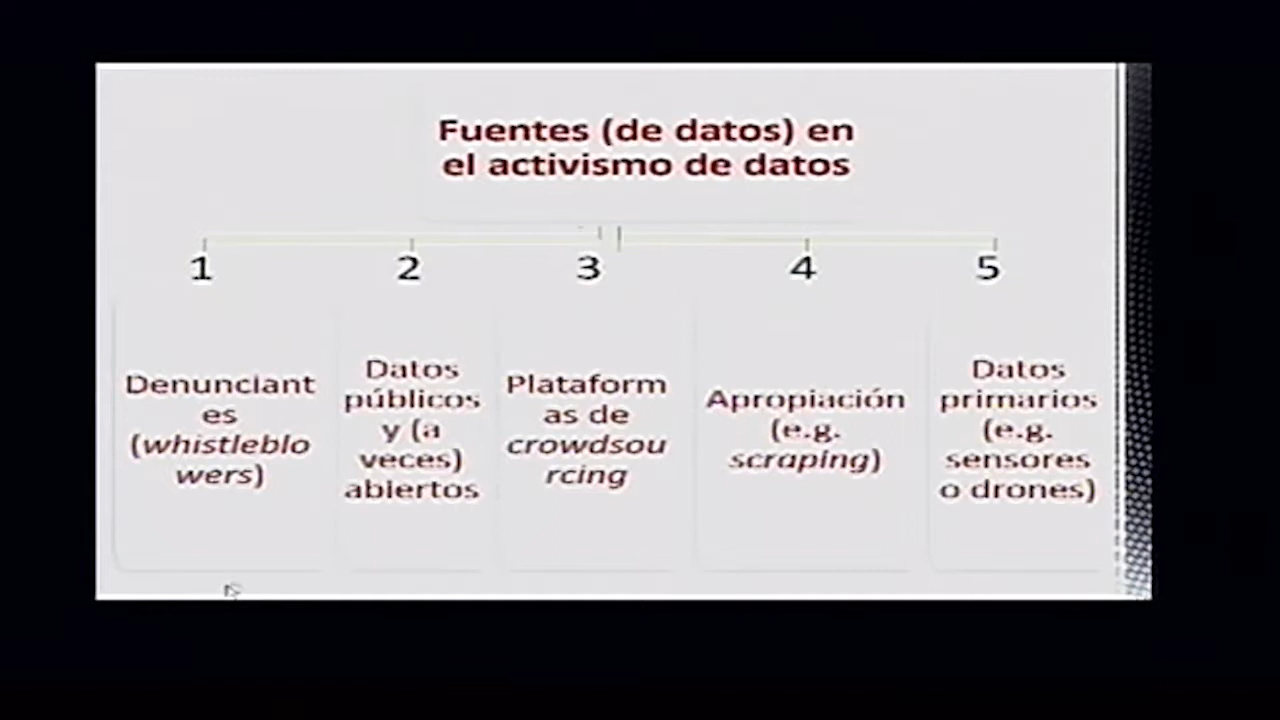 Fuentes (de datos) en
el activismo de datos
1 2 3 4 5
Denunciant
es
(whistleblo
wers)
Datos
públicos
y (a
veces)
abiertos
Plataform
as de
crowdsou
rcing
Apropiación
(e.g.
scraping)
Datos
primarios
(e.g.
sensores
o drones)